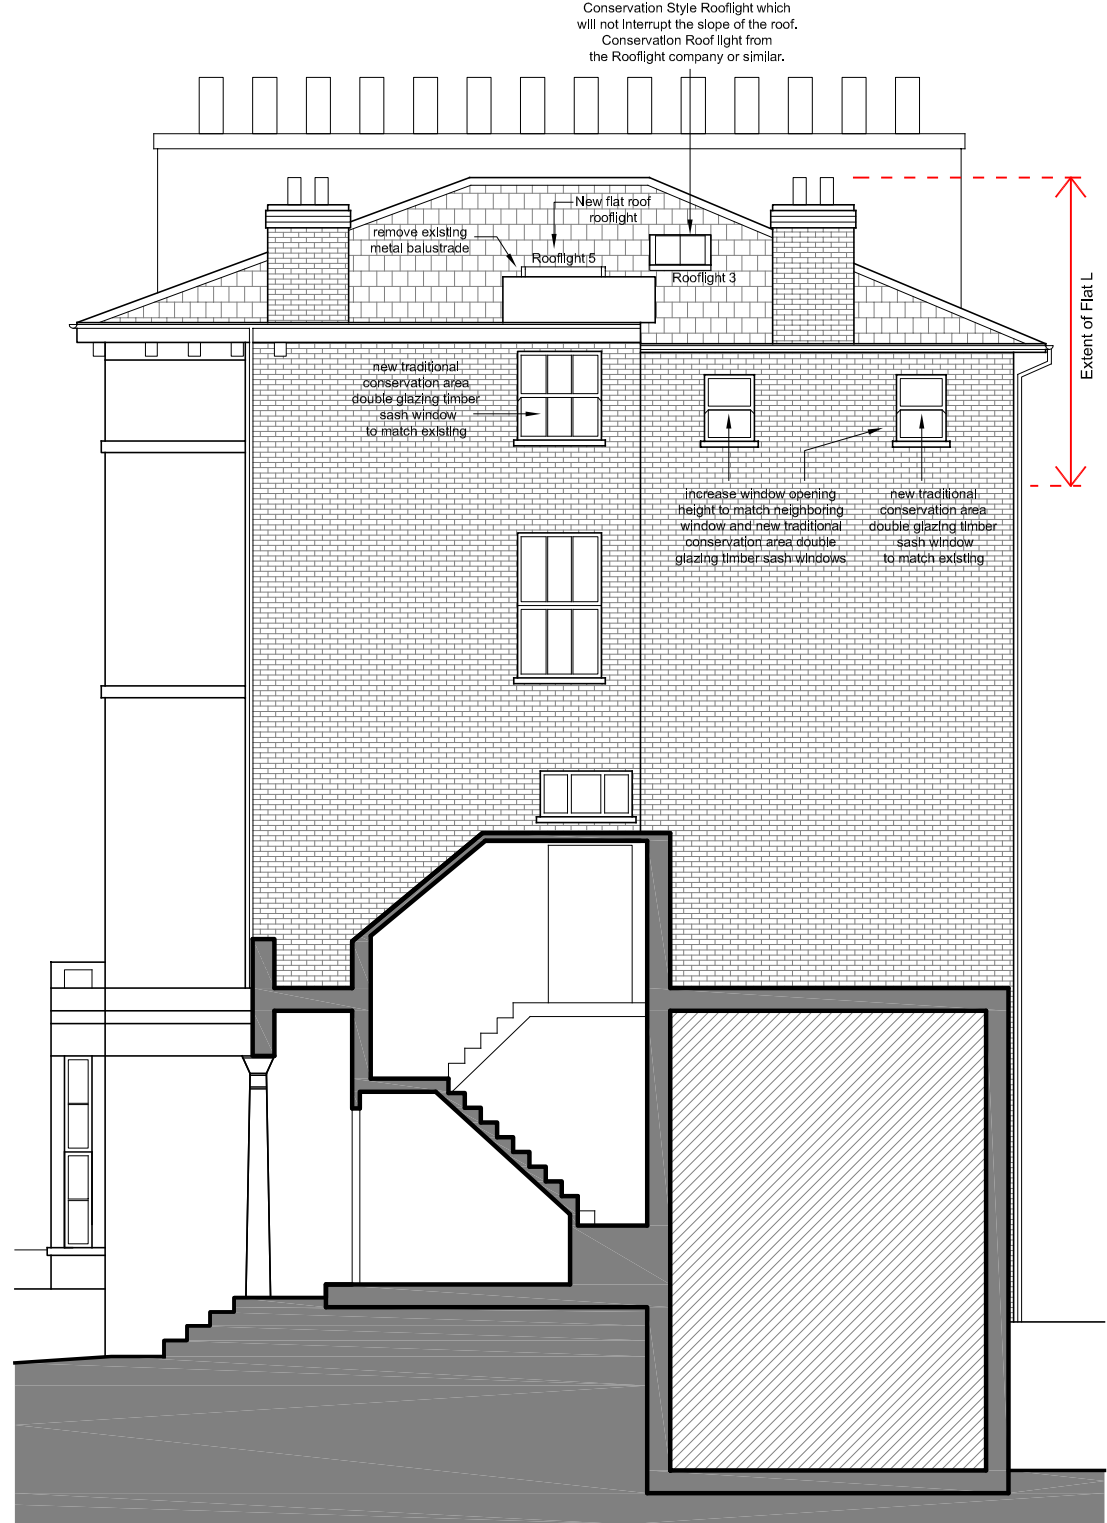 Conservation Style Rooflight which
will not interrupt the slope of the roof.
Conservation Roof light from
the Rooflight company or similar.
New flat roof
rooflight
remove existing
metal balustrade
Rooflight 5
Rooflight 3
Extent of Flat L
new traditional
conservation area
double glazing timber
sash window
to match existing
increase window opening
height to match neighboring
window and new traditional
conservation area double
glazing timber sash windows
new traditional
conservation area
double glazing timber
sash window
to match existing